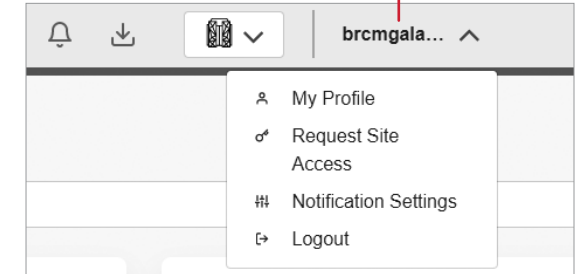 brcmgala...
My Profile
Request Site
Access
Notification Settings
Logout